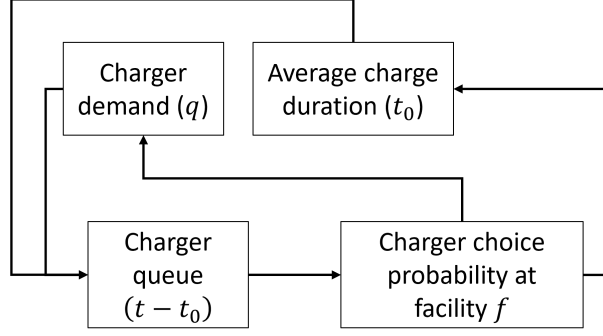 Charger
demand (q)
Average charge
duration (t₀)
Charger
queue
(t − t₀)
Charger choice
probability at
facility f